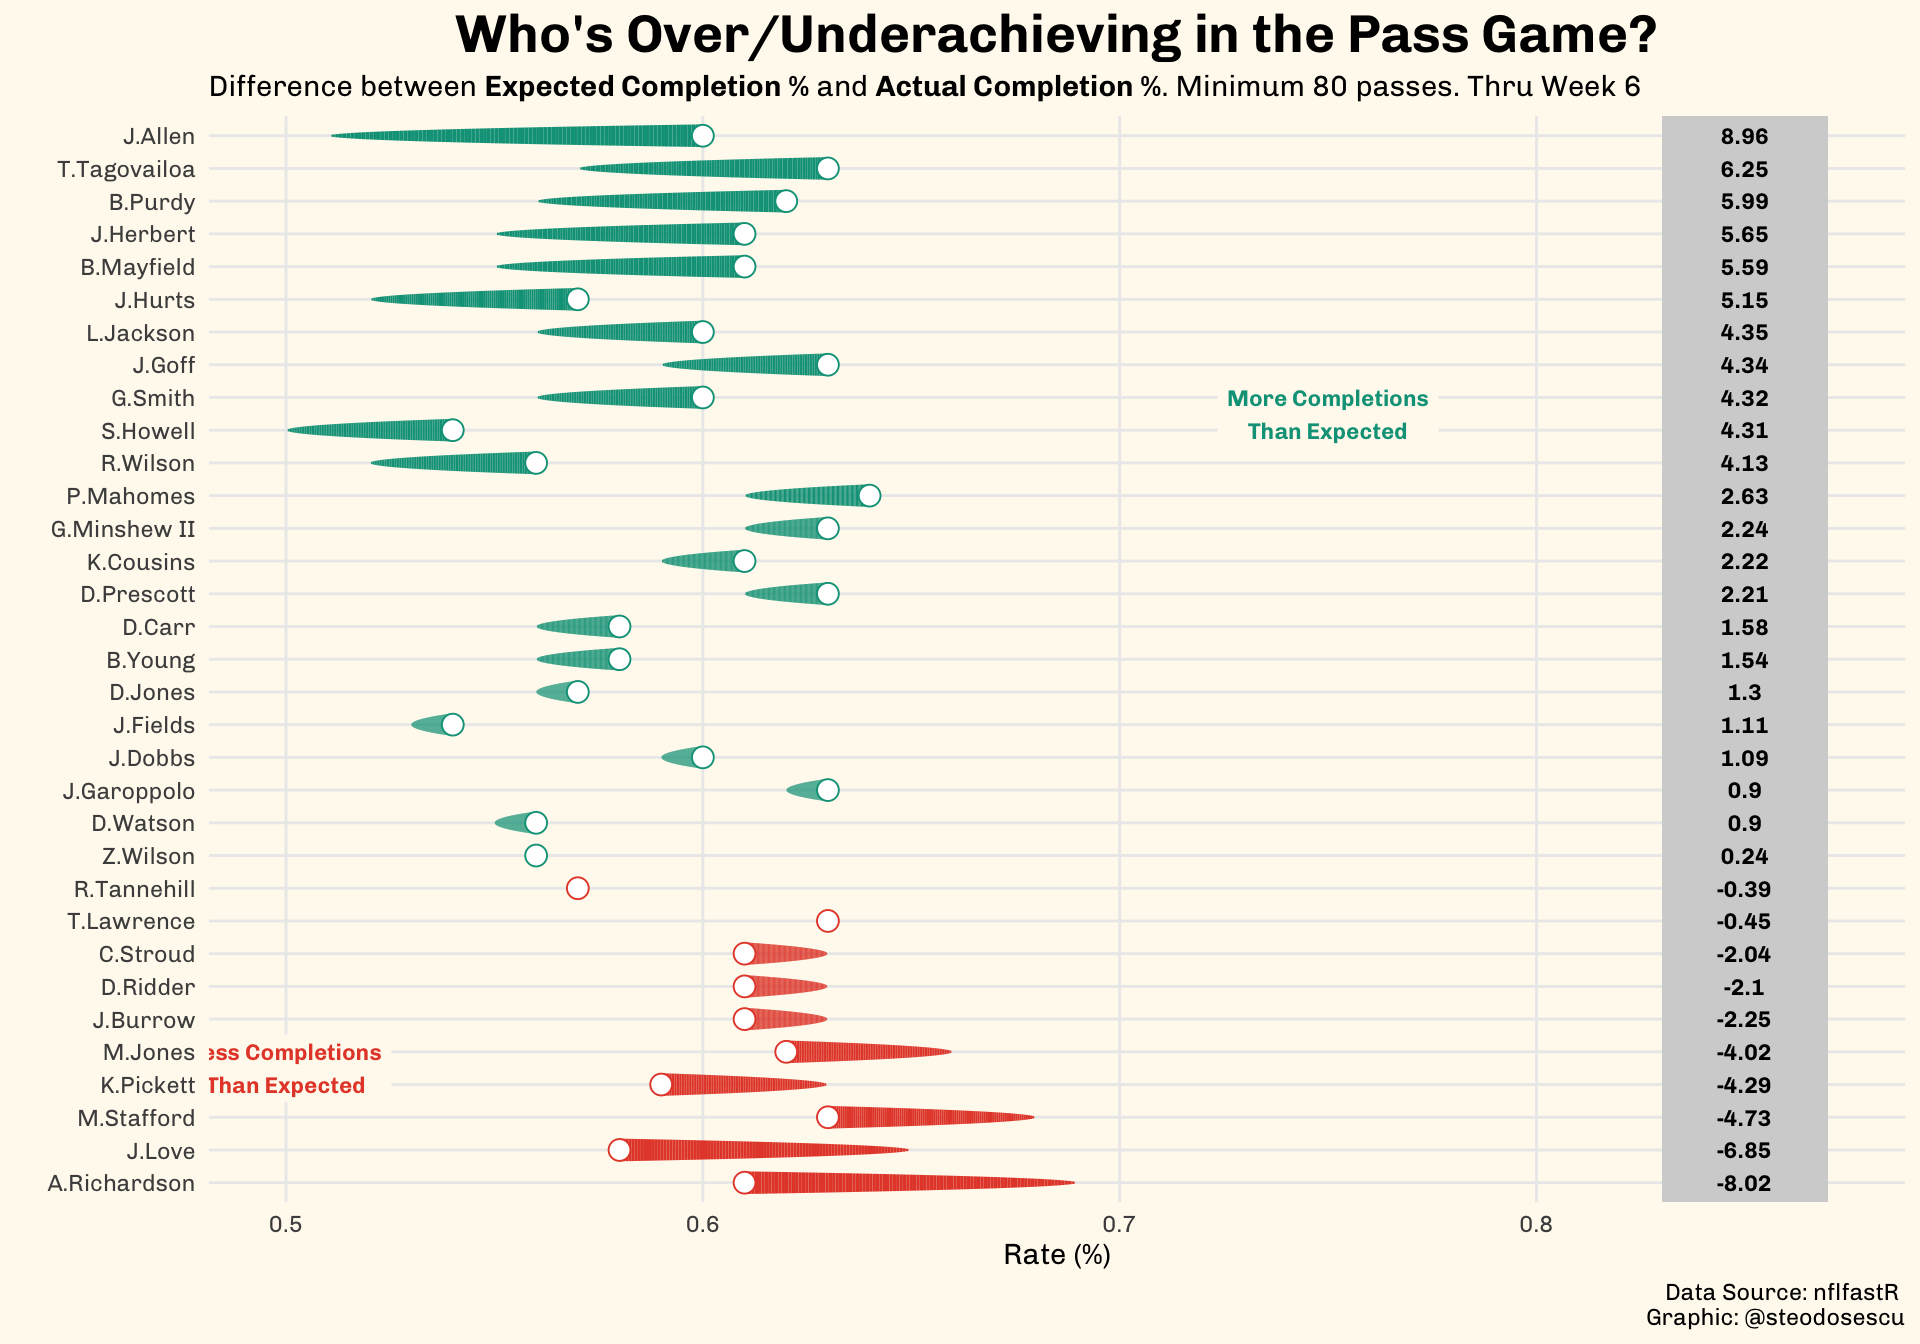 Who's Over/Underachieving in the Pass Game?
Difference between Expected Completion % and Actual Completion %. Minimum 80 passes. Thru Week 6
J.Allen 8.96
T.Tagovailoa 6.25
B.Purdy 5.99
J.Herbert 5.65
B.Mayfield 5.59
J.Hurts 5.15
L.Jackson 4.35
J.Goff 4.34
G.Smith More Completions 4.32
S.Howell Than Expected 4.31
R.Wilson 4.13
P.Mahomes 2.63
G.Minshew II 2.24
K.Cousins 2.22
D.Prescott 2.21
D.Carr 1.58
B.Young 1.54
D.Jones 1.3
J.Fields 1.11
J.Dobbs 1.09
J.Garoppolo 0.9
D.Watson 0.9
Z.Wilson 0.24
R.Tannehill -0.39
T.Lawrence -0.45
C.Stroud -2.04
D.Ridder -2.1
J.Burrow -2.25
M.Jones ess Completions -4.02
K.Pickett Than Expected -4.29
M.Stafford -4.73
J.Love -6.85
A.Richardson -8.02
0.5 0.6 0.7 0.8
Rate (%)
Data Source: nflfastR
Graphic: @steodosescu